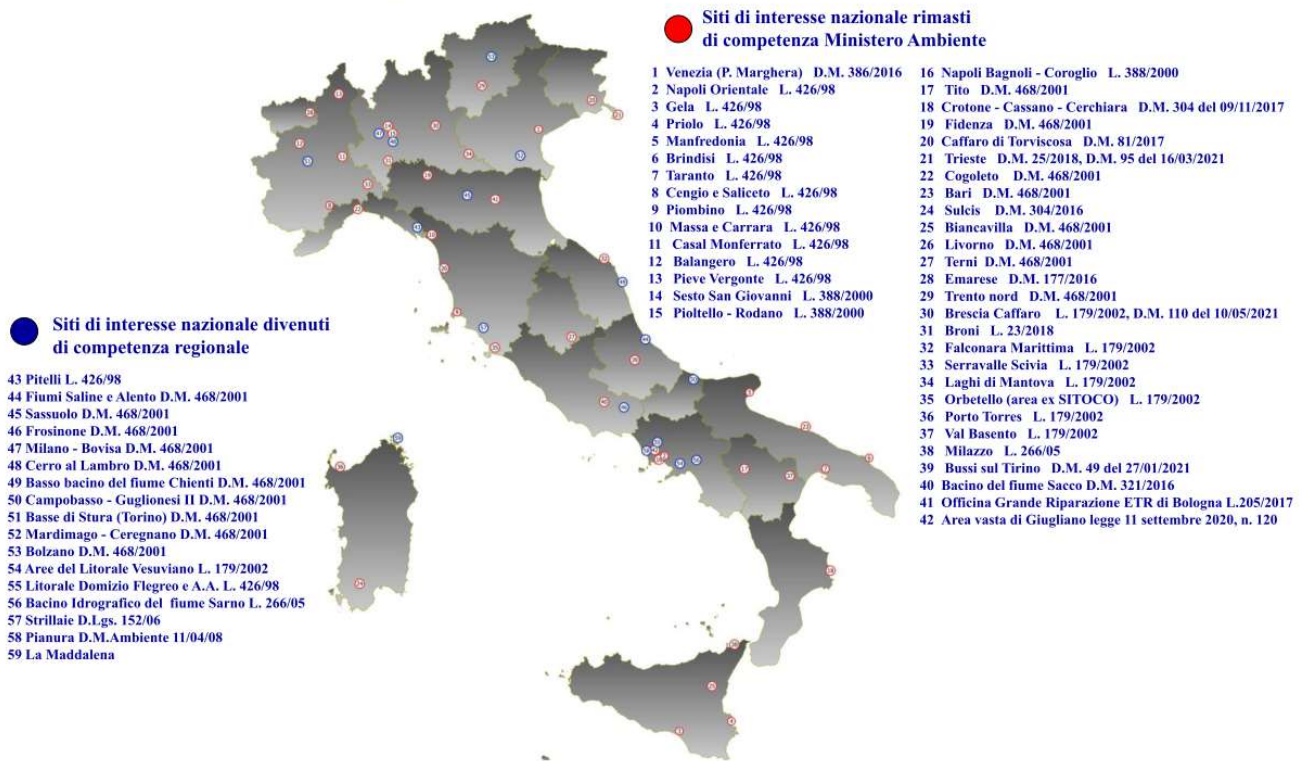 Siti di interesse nazionale rimasti
di competenza Ministero Ambiente
1 Venezia (P. Marghera) D.M. 386/2016
2 Napoli Orientale L. 426/98
3 Gela L. 426/98
4 Priolo L. 426/98
5 Manfredonia L. 426/98
6 Brindisi L. 426/98
7 Taranto L. 426/98
8 Cengio e Saliceto L. 426/98
9 Piombino L. 426/98
10 Massa e Carrara L. 426/98
11 Casal Monferrato L. 426/98
12 Balangero L. 426/98
13 Pieve Vergonte L. 426/98
14 Sesto San Giovanni L. 388/2000
15 Pioltello - Rodano L. 388/2000
16 Napoli Bagnoli - Coroglio L. 388/2000
17 Tito D.M. 468/2001
18 Crotone - Cassano - Cerchiara D.M. 304 del 09/11/2017
19 Fidenza D.M. 468/2001
20 Caffaro di Torviscosa D.M. 81/2017
21 Trieste D.M. 25/2018, D.M. 95 del 16/03/2021
22 Cogoleto D.M. 468/2001
23 Bari D.M. 468/2001
24 Sulcis D.M. 304/2016
25 Biancavilla D.M. 468/2001
26 Livorno D.M. 468/2001
27 Terni D.M. 468/2001
28 Emarese D.M. 177/2016
29 Trento nord D.M. 468/2001
30 Brescia Caffaro L. 179/2002, D.M. 110 del 10/05/2021
31 Broni L. 23/2018
32 Falconara Marittima L. 179/2002
33 Serravalle Scivia L. 179/2002
34 Laghi di Mantova L. 179/2002
35 Orbetello (area ex SITOCO) L. 179/2002
36 Porto Torres L. 179/2002
37 Val Basento L. 179/2002
38 Milazzo L. 266/05
39 Bussi sul Tirino D.M. 49 del 27/01/2021
40 Bacino del fiume Sacco D.M. 321/2016
41 Officina Grande Riparazione ETR di Bologna L.205/2017
42 Area vasta di Giugliano legge 11 settembre 2020, n. 120
Siti di interesse nazionale divenuti
di competenza regionale
43 Pitelli L. 426/98
44 Fiumi Saline e Alento D.M. 468/2001
45 Sassuolo D.M. 468/2001
46 Frosinone D.M. 468/2001
47 Milano - Bovisa D.M. 468/2001
48 Cerro al Lambro D.M. 468/2001
49 Basso bacino del fiume Chienti D.M. 468/2001
50 Campobasso - Guglionesi II D.M. 468/2001
51 Basse di Stura (Torino) D.M. 468/2001
52 Mardimago - Ceregnano D.M. 468/2001
53 Bolzano D.M. 468/2001
54 Aree del Litorale Vesuviano L. 179/2002
55 Litorale Domizio Flegreo e A.A. L. 426/98
56 Bacino Idrografico del fiume Sarno L. 266/05
57 Strillaie D.Lgs. 152/06
58 Pianura D.M.Ambiente 11/04/08
59 La Maddalena